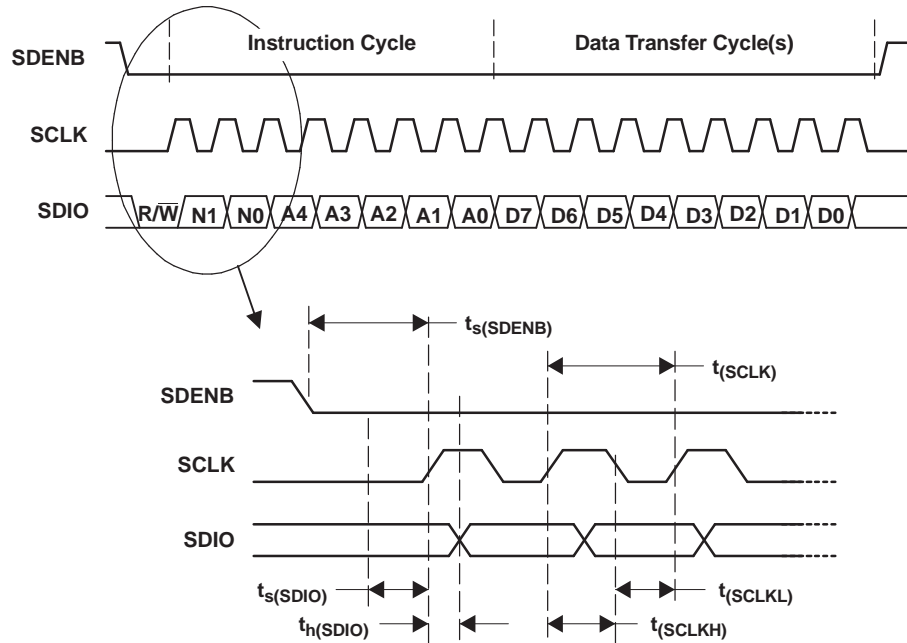 Instruction Cycle Data Transfer Cycle(s)
SDENB
SCLK
SDIO R/W̅ N1 N0 A4 A3 A2 A1 A0 D7 D6 D5 D4 D3 D2 D1 D0
ts(SDENB)
t(SCLK)
SDENB
SCLK
SDIO
ts(SDIO) t(SCLKL)
th(SDIO) t(SCLKH)